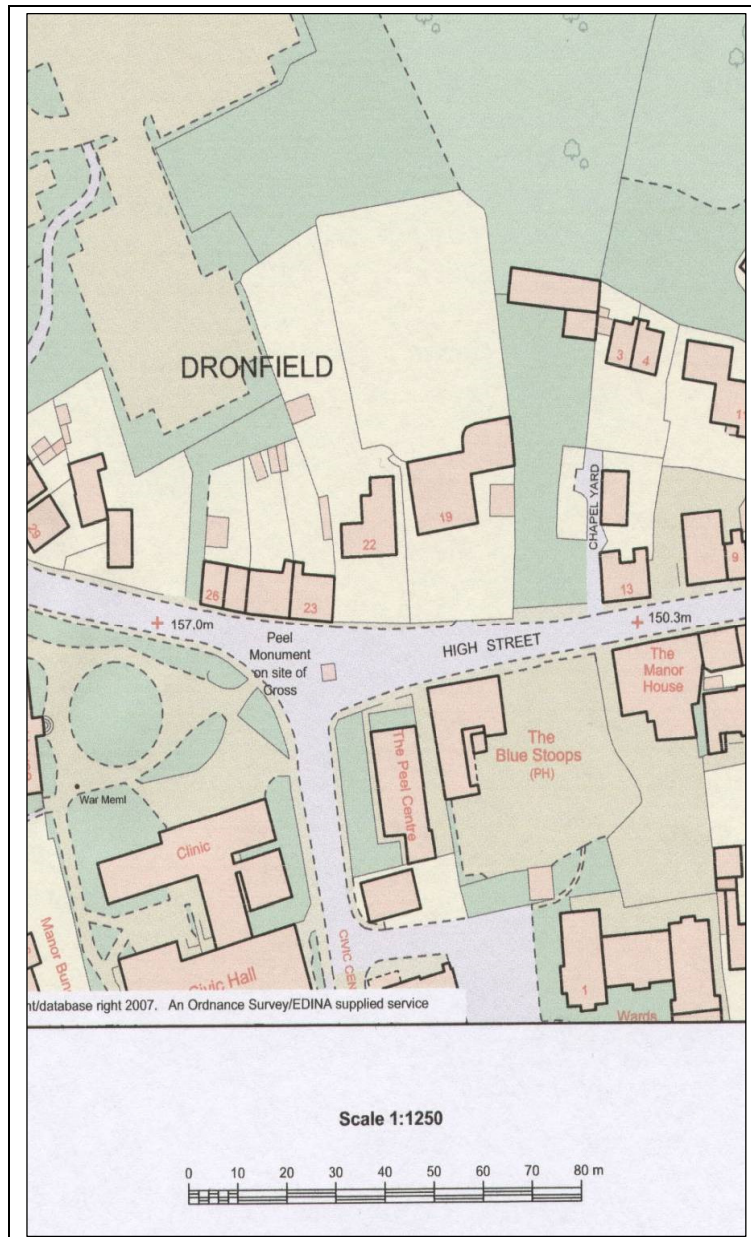 DRONFIELD
3
4
1
29
19
22
CHAPEL YARD
26
23
13
9
157.0m
150.3m
Peel
Monument
on site of
Cross
HIGH STREET
The
Manor
House
The
Blue Stoops
(PH)
The Peel Centre
War Meml
Clinic
Manor
Civic Hall
CIVIC
1
Wards
nt/database right 2007. An Ordnance Survey/EDINA supplied service
Scale 1:1250
0 10 20 30 40 50 60 70 80 m